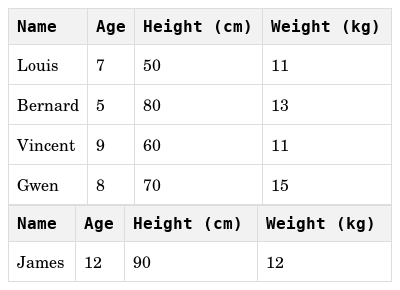 Name Age Height (cm) Weight (kg)
Louis 7 50 11
Bernard 5 80 13
Vincent 9 60 11
Gwen 8 70 15
Name Age Height (cm) Weight (kg)
James 12 90 12